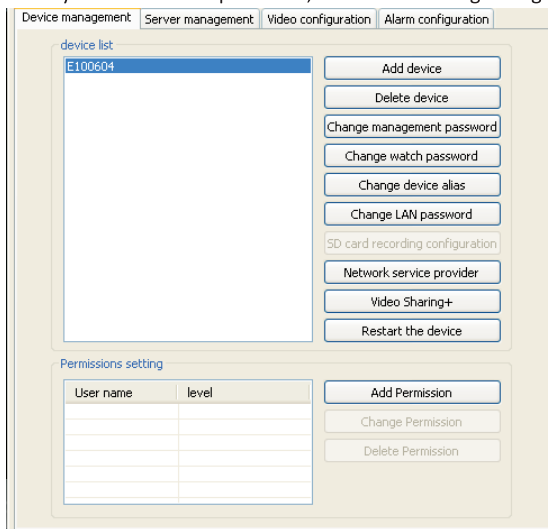 Device management Server management Video configuration Alarm configuration
device list
E100604
Add device
Delete device
Change management password
Change watch password
Change device alias
Change LAN password
SD card recording configuration
Network service provider
Video Sharing+
Restart the device
Permissions setting
User name level
Add Permission
Change Permission
Delete Permission